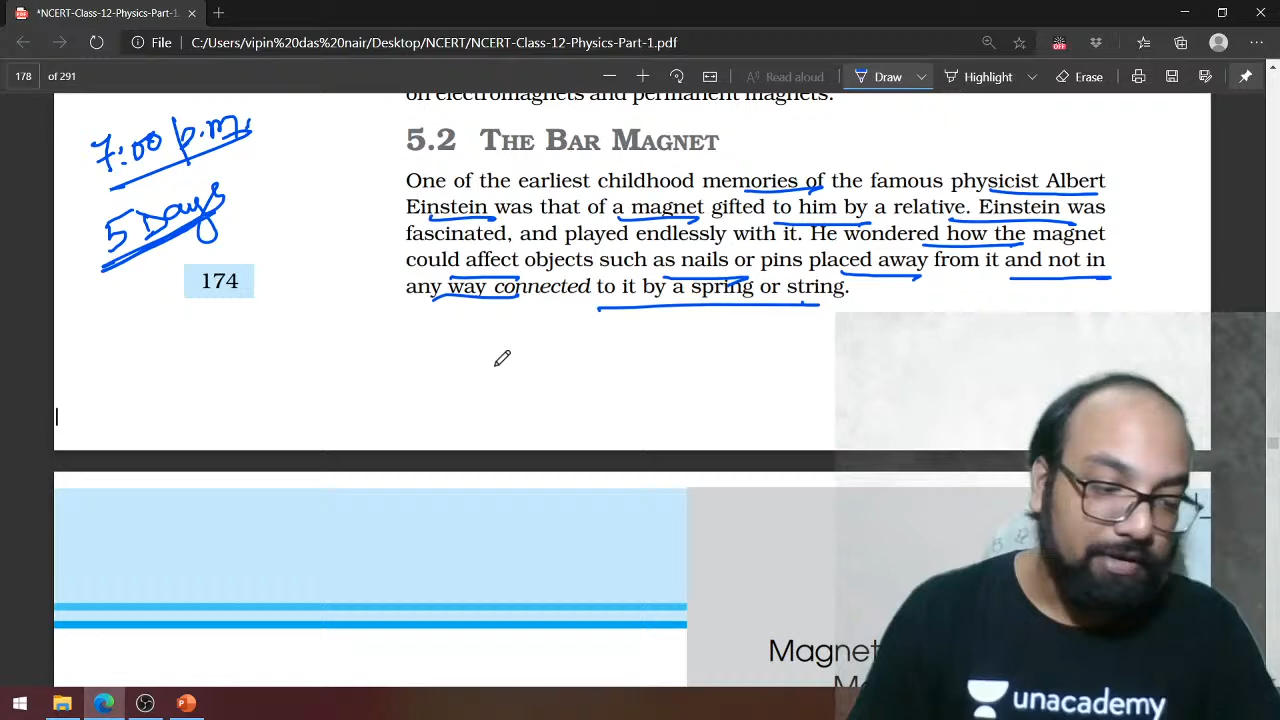 *NCERT-Class-12-Physics-Part-1.
File C:/Users/vipin%20das%20nair/Desktop/NCERT/NCERT-Class-12-Physics-Part-1.pdf
OFF
178 of 291
Read aloud
Draw
Highlight
Erase
on electromagnets and permanent magnets.
7:00 p.m.
5 Days
174
5.2 THE BAR MAGNET
One of the earliest childhood memories of the famous physicist Albert
Einstein was that of a magnet gifted to him by a relative. Einstein was
fascinated, and played endlessly with it. He wondered how the magnet
could affect objects such as nails or pins placed away from it and not in
any way connected to it by a spring or string.
Magnet
unacademy